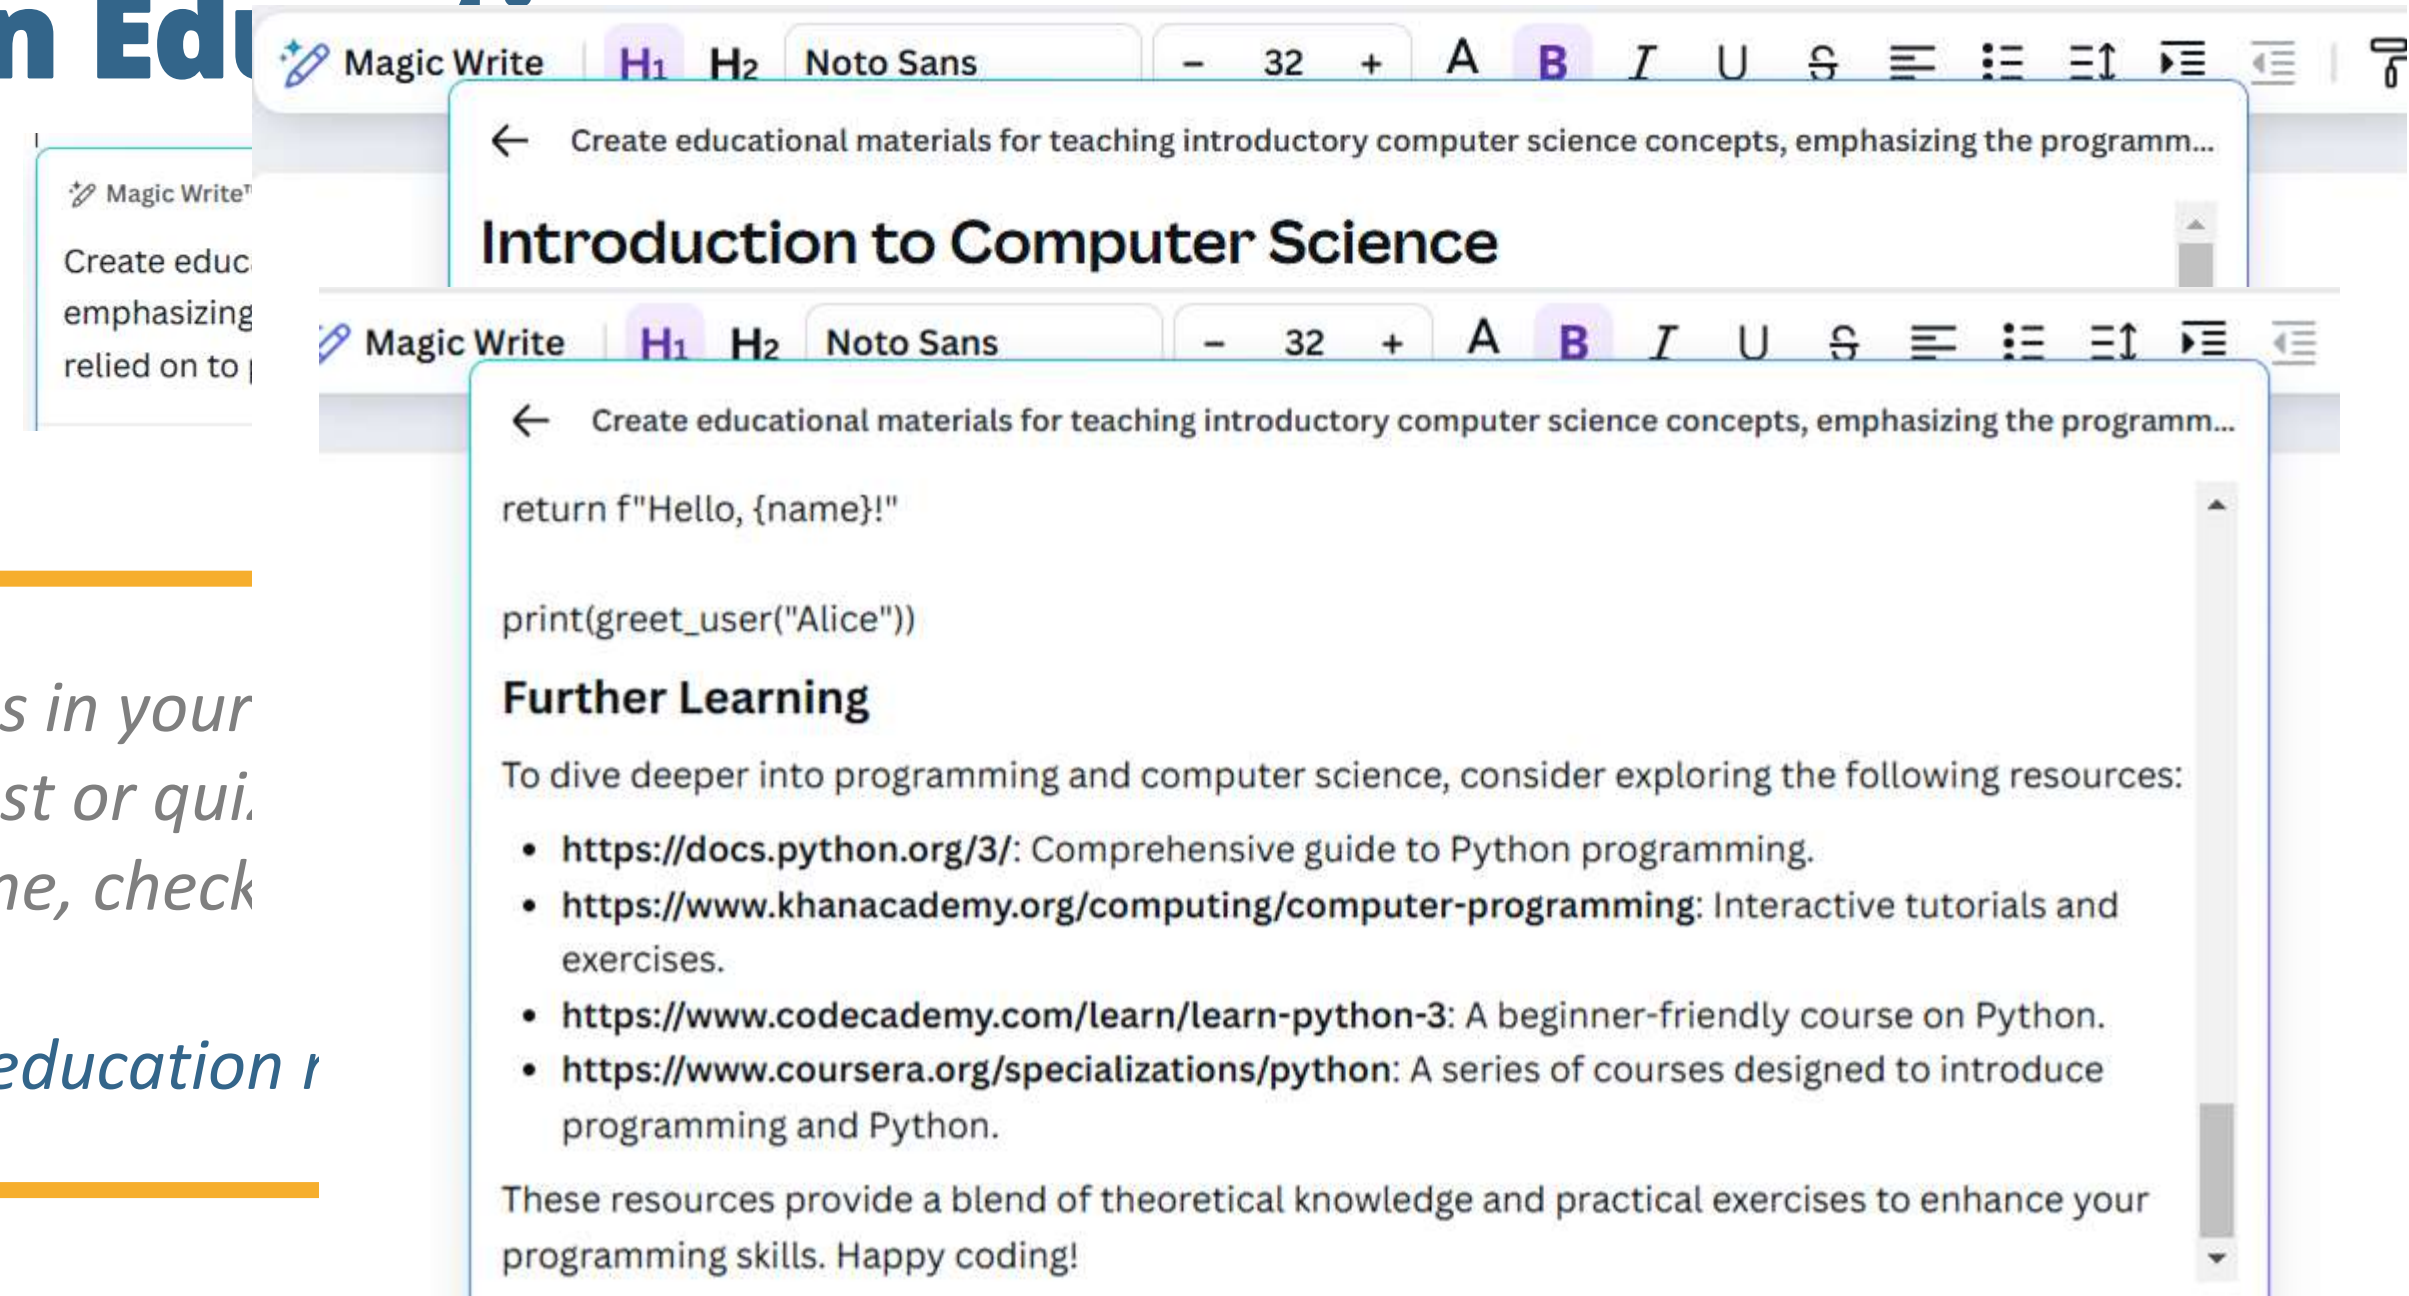 n Edu
Magic Write H1 H2 Noto Sans - 32 + A B I U S
Create educational materials for teaching introductory computer science concepts, emphasizing the programm...
Magic Write
Create educ
emphasizing
relied on to
Introduction to Computer Science
Magic Write H1 H2 Noto Sans - 32 + A B I U S
Create educational materials for teaching introductory computer science concepts, emphasizing the programm...
return f"Hello, {name}!"
print(greet_user("Alice"))
Further Learning
To dive deeper into programming and computer science, consider exploring the following resources:
• https://docs.python.org/3/: Comprehensive guide to Python programming.
• https://www.khanacademy.org/computing/computer-programming: Interactive tutorials and
exercises.
• https://www.codecademy.com/learn/learn-python-3: A beginner-friendly course on Python.
• https://www.coursera.org/specializations/python: A series of courses designed to introduce
programming and Python.
These resources provide a blend of theoretical knowledge and practical exercises to enhance your
programming skills. Happy coding!
s in your
st or qui
ne, check
education